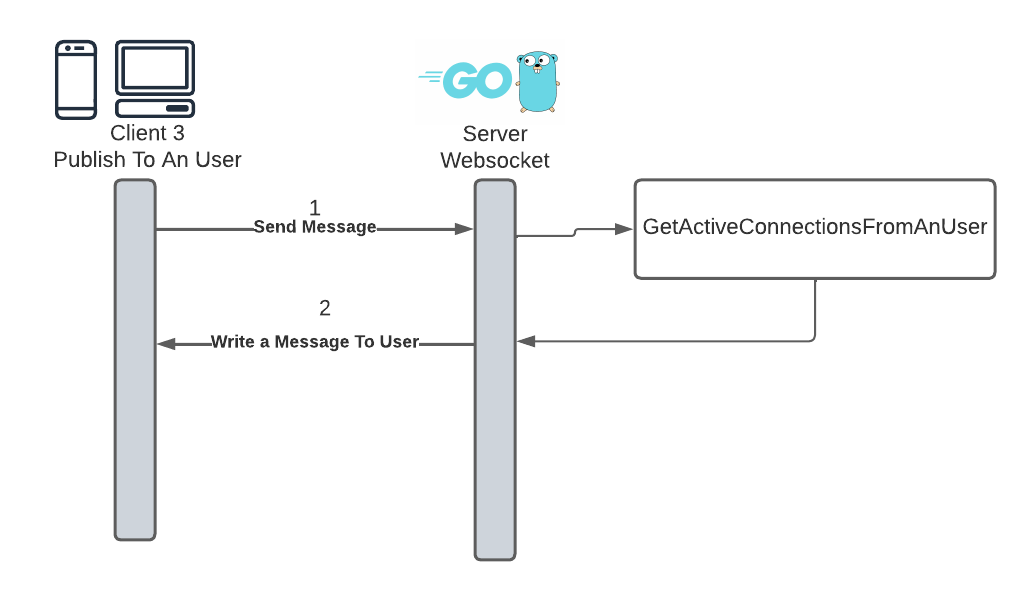 GO
Client 3
Publish To An User
Server
Websocket
1
Send Message
GetActiveConnectionsFromAnUser
2
Write a Message To User